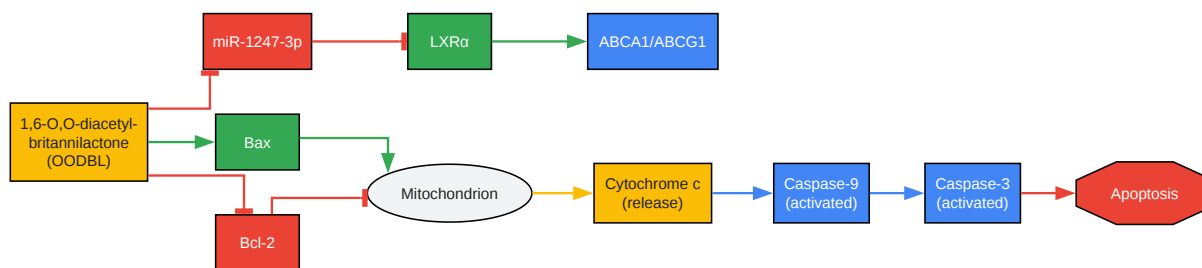 miR-1247-3p
LXRα
ABCA1/ABCG1
1,6-O,O-diacetyl-
britannilactone
(OODBL)
Bax
Mitochondrion
Cytochrome c
(release)
Caspase-9
(activated)
Caspase-3
(activated)
Apoptosis
Bcl-2